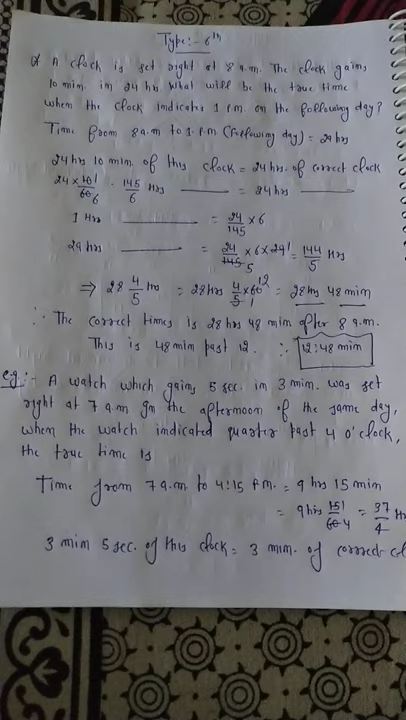 Type:- 6th
Q A clock is set right at 8 a.m. The clock gains
10 min. in 24 hrs. What will be the true time
when the clock indicates 1 P.M. on the following day?
Time from 8 a.m to 1 P.M (following day) = 29 hrs
24 hrs 10 min. of this clock = 24 hrs. of correct clock
145/6 Hrs ——— = 24 hrs ———
1 Hrs ——— = 24/145 × 6
29 hrs ——— = 24/145 × 6 × 29 = 144/5 Hrs
⇒ 28 4/5 hrs = 28 hrs 4/5 × 60 12 = 28 hrs 48 min
∴ The correct times is 28 hrs 48 min after 8 a.m.
This is 48 min past 12. ∴ 12:48 min
e.g:- A watch which gains 5 sec. in 3 min. was set
right at 7 a.m In the afternoon of the same day,
when the watch indicated quarter past 4 o'clock,
the true time is
Time from 7 a.m. to 4:15 P.m. = 9 hrs 15 min
= 9 hrs 15/60 4 = 37/4 Hr
3 min 5 sec. of this clock = 3 min. of correct clo